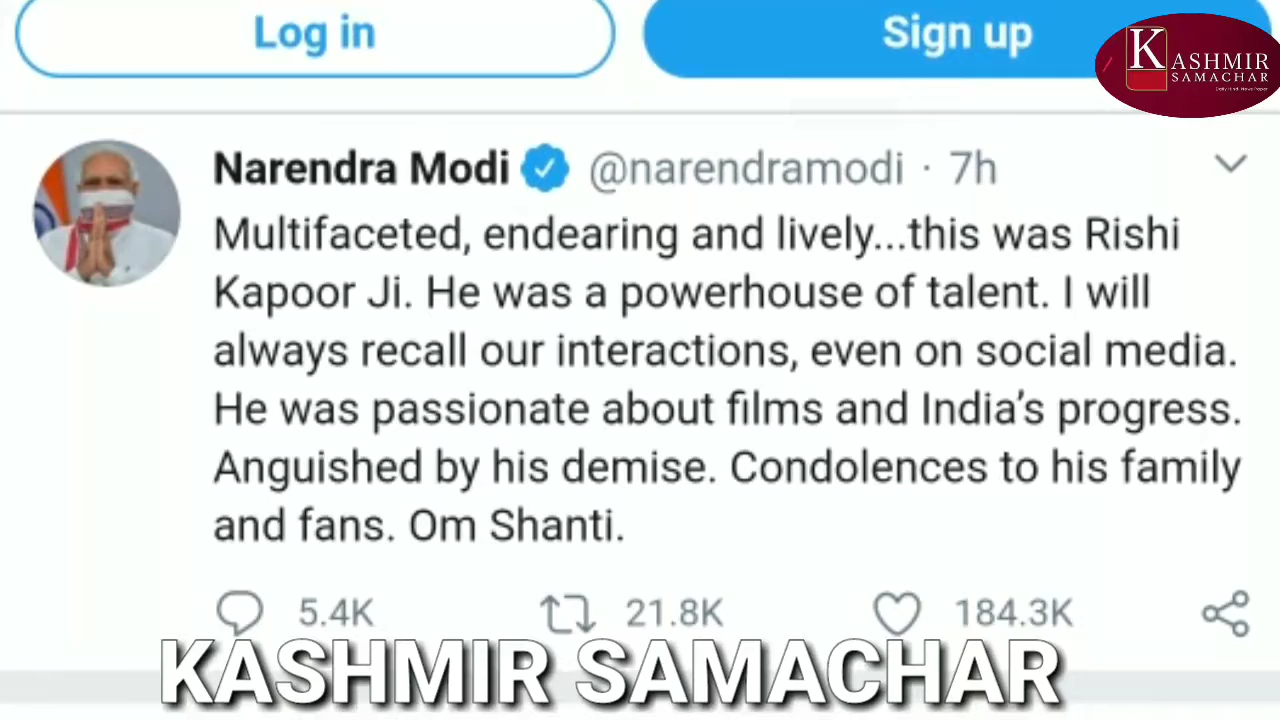 Log in
Sign up
KASHMIR
SAMACHAR
Daily Hindi News Paper
Narendra Modi @narendramodi · 7h
Multifaceted, endearing and lively...this was Rishi
Kapoor Ji. He was a powerhouse of talent. I will
always recall our interactions, even on social media.
He was passionate about films and India's progress.
Anguished by his demise. Condolences to his family
and fans. Om Shanti.
5.4K 21.8K 184.3K
KASHMIR SAMACHAR